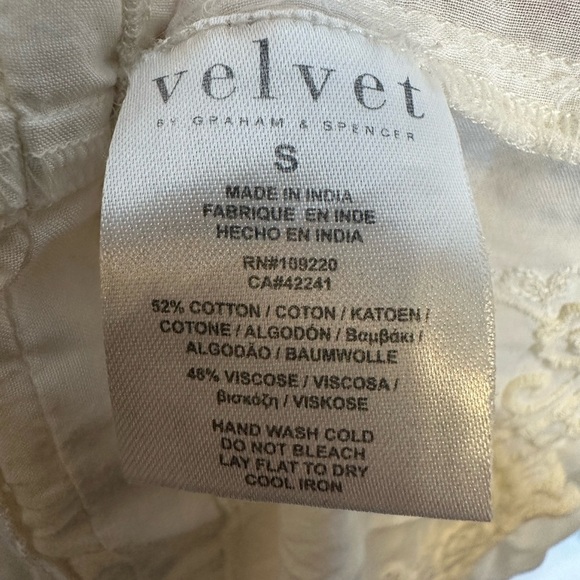 velvet
BY GRAHAM & SPENCER
S
MADE IN INDIA
FABRIQUE EN INDE
HECHO EN INDIA
RN#109220
CA#42241
52% COTTON / COTON / KATOEN /
COTONE / ALGODÓN / Βαμβάκι /
ALGODÃO / BAUMWOLLE
48% VISCOSE / VISCOSA /
βισκόζη / VISKOSE
HAND WASH COLD
DO NOT BLEACH
LAY FLAT TO DRY
COOL IRON